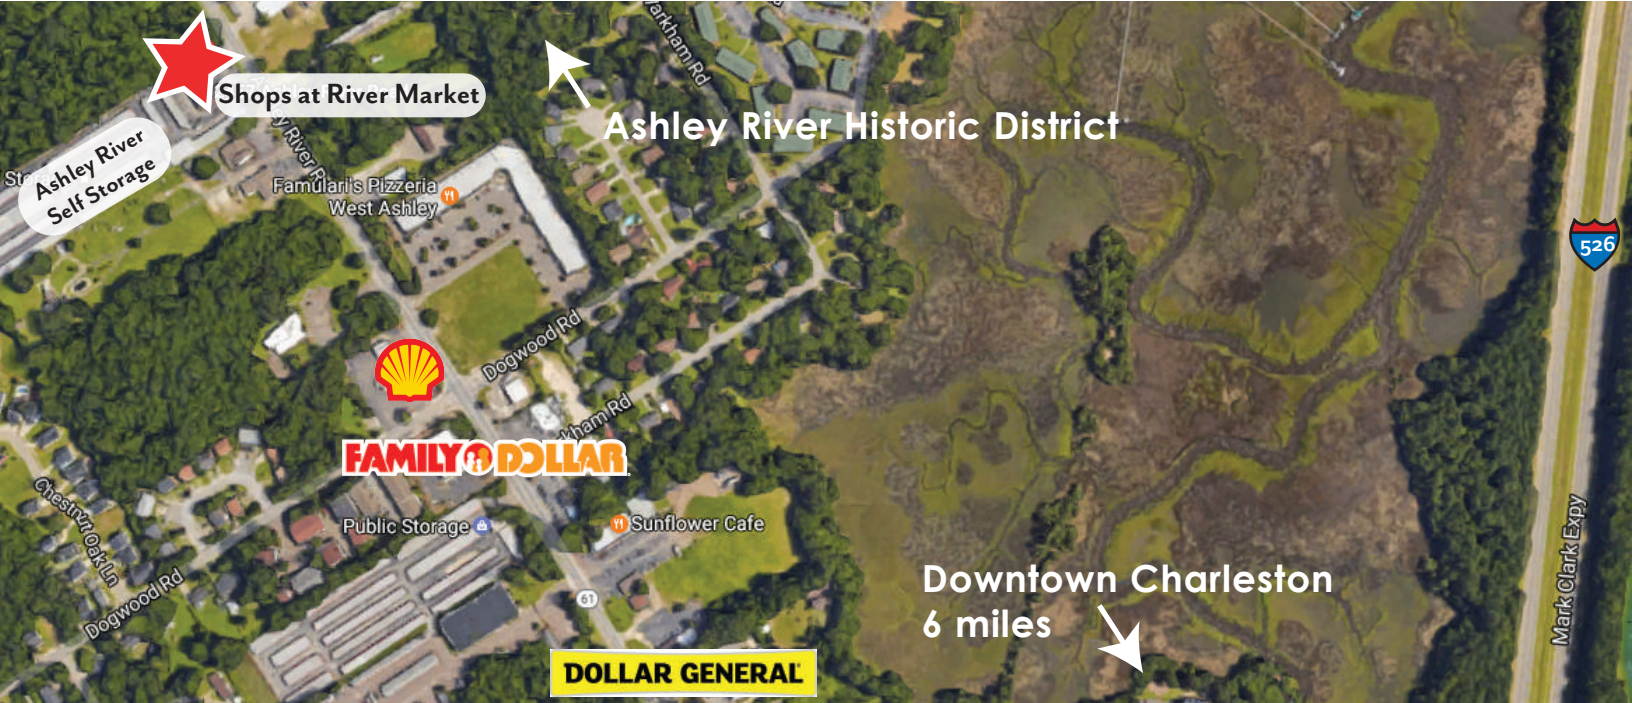 Markham Rd
Shops at River Market
Ashley River Historic District
Ashley River
Self Storage
Famulari's Pizzeria
West Ashley
526
Dogwood Rd
FAMILY DOLLAR
Chestnut Oak Ln
Public Storage
Sunflower Cafe
Mark Clark Expy
Dogwood Rd
61
Downtown Charleston
6 miles
DOLLAR GENERAL